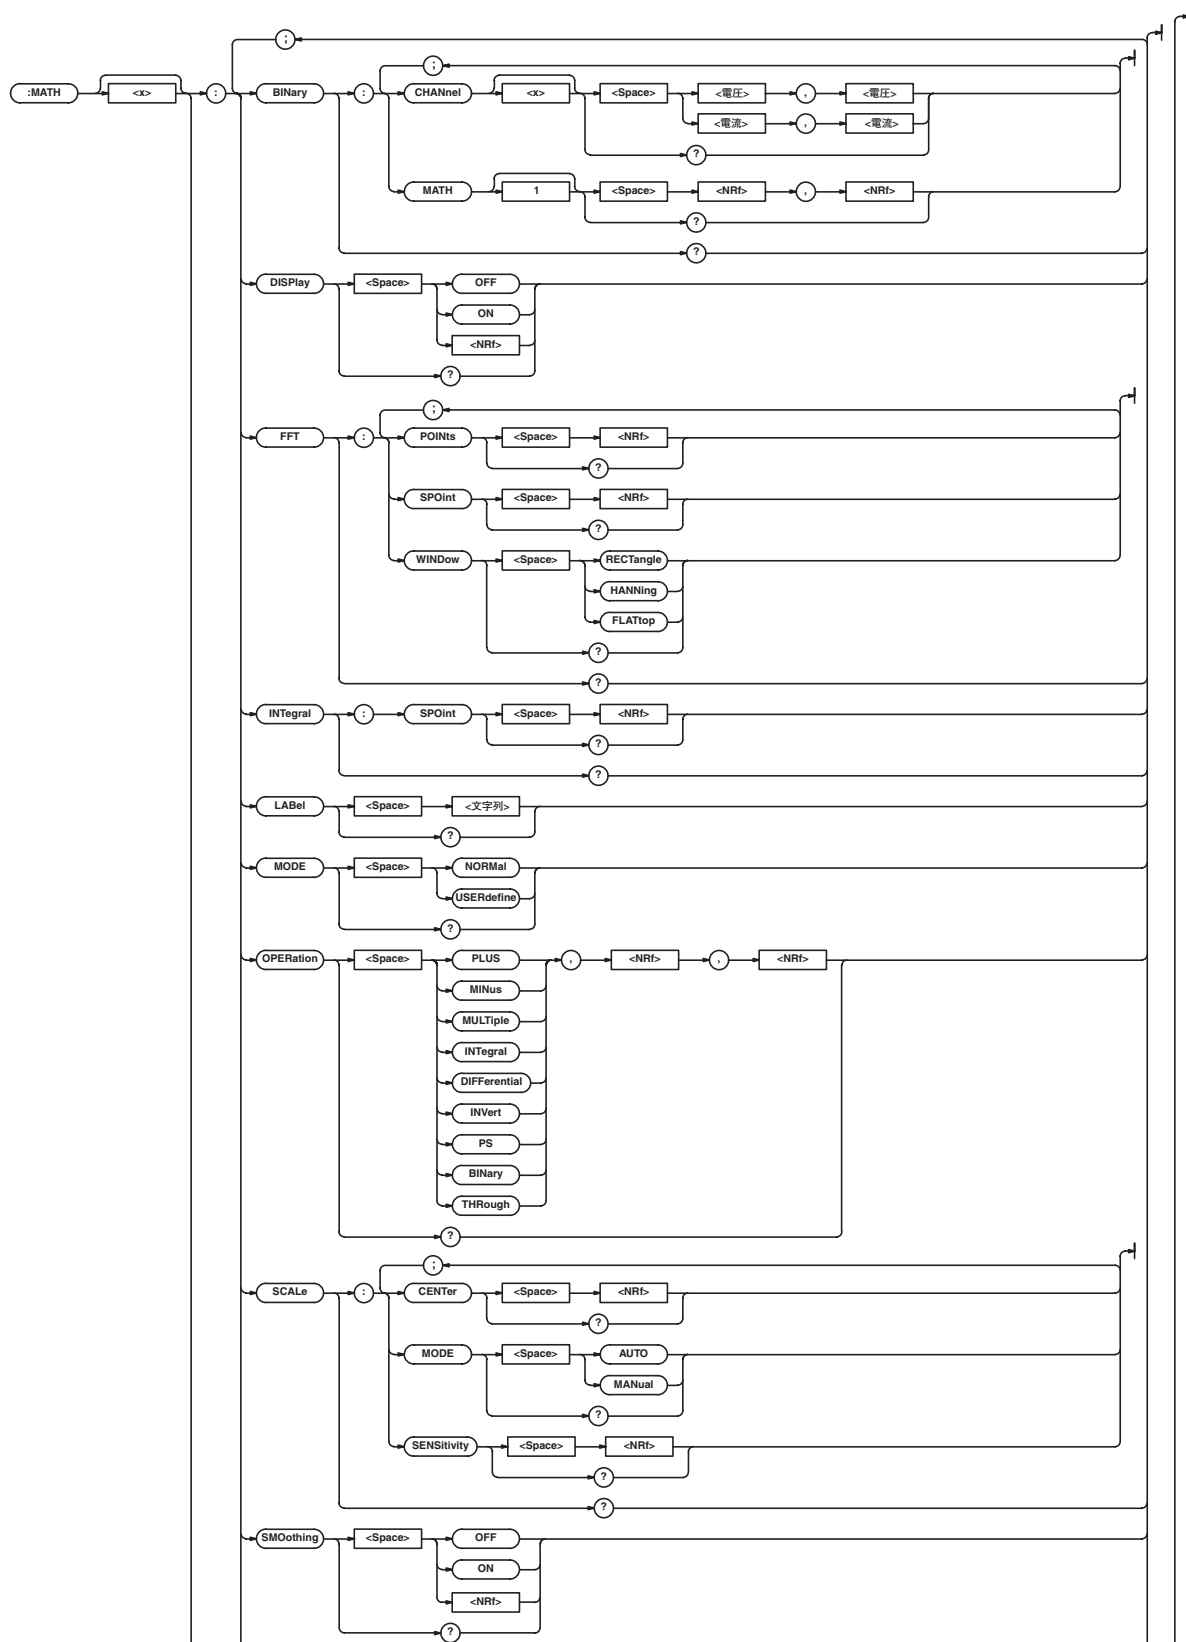 ;
;
:MATH <x> : BINary : CHANnel <x> <Space> <電圧> , <電圧>
<電流> , <電流>
?
MATH 1 <Space> <NRf> , <NRf>
?
?
DISPlay <Space> OFF
ON
<NRf>
?
;
FFT : POINts <Space> <NRf>
?
SPOint <Space> <NRf>
?
WINDow <Space> RECTangle
HANNing
FLATtop
?
?
INTegral : SPOint <Space> <NRf>
?
?
LABel <Space> <文字列>
?
MODE <Space> NORMal
USERdefine
?
OPERation <Space> PLUS , <NRf> , <NRf>
MINus
MULTiple
INTegral
DIFFerential
INVert
PS
BINary
THRough
?
;
SCALe : CENTer <Space> <NRf>
?
MODE <Space> AUTO
MANual
?
SENSitivity <Space> <NRf>
?
?
SMOothing <Space> OFF
ON
<NRf>
?